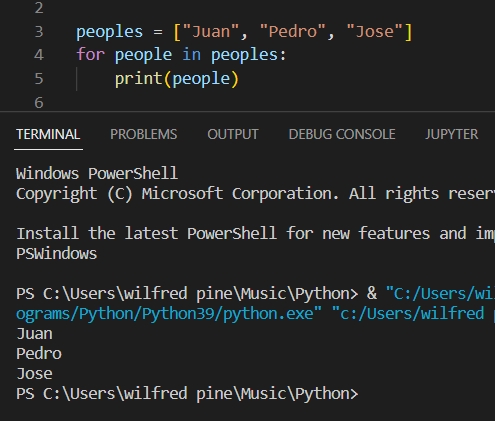 2
3 peoples = ["Juan", "Pedro", "Jose"]
4 for people in peoples:
5 print(people)
6
TERMINAL PROBLEMS OUTPUT DEBUG CONSOLE JUPYTER
Windows PowerShell
Copyright (C) Microsoft Corporation. All rights reser
Install the latest PowerShell for new features and im
PSWindows
PS C:\Users\wilfred pine\Music\Python> & "C:/Users/wi
ograms/Python/Python39/python.exe" "c:/Users/wilfred p
Juan
Pedro
Jose
PS C:\Users\wilfred pine\Music\Python>